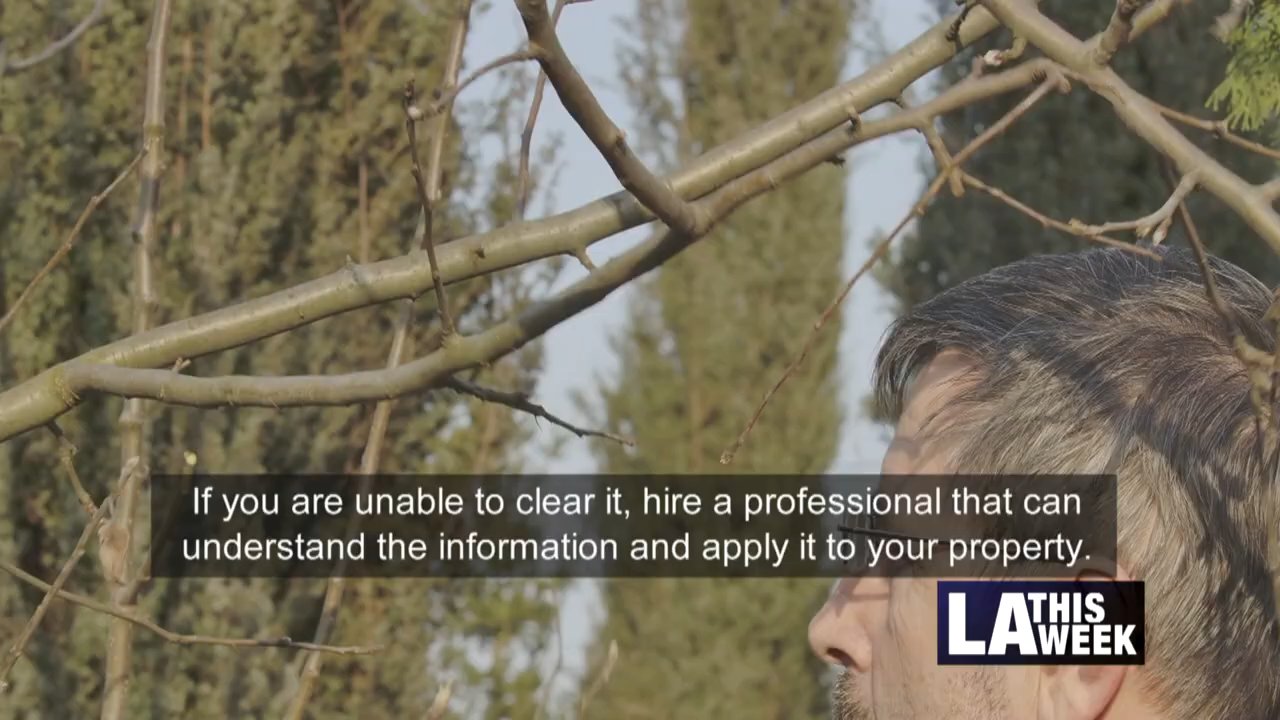 If you are unable to clear it, hire a professional that can
understand the information and apply it to your property.
LA THIS
WEEK